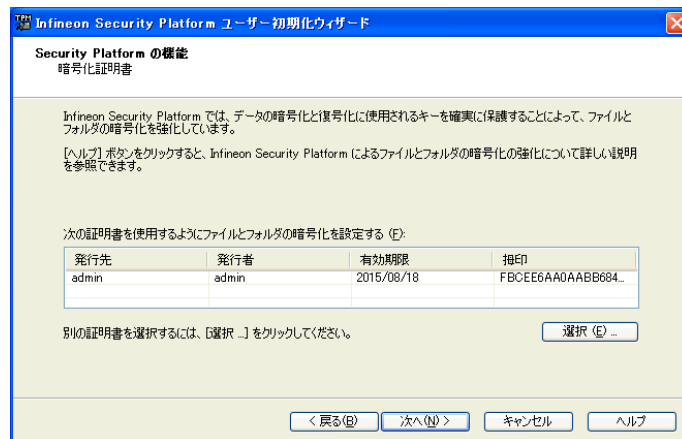 Infineon Security Platform ユーザー初期化ウィザード
Security Platform の機能
暗号化証明書
Infineon Security Platform では、データの暗号化と復号化に使用されるキーを確実に保護することによって、ファイルと
フォルダの暗号化を強化しています。
[ヘルプ] ボタンをクリックすると、Infineon Security Platform によるファイルとフォルダの暗号化の強化について詳しい説明
を参照できます。
次の証明書を使用するようにファイルとフォルダの暗号化を設定する (F):
発行先 発行者 有効期限 拇印
admin admin 2015/08/18 FBCEE6AA0AABB684...
別の証明書を選択するには、[選択 ...] をクリックしてください。
選択 (E) ...
< 戻る(B) 次へ(N) > キャンセル ヘルプ